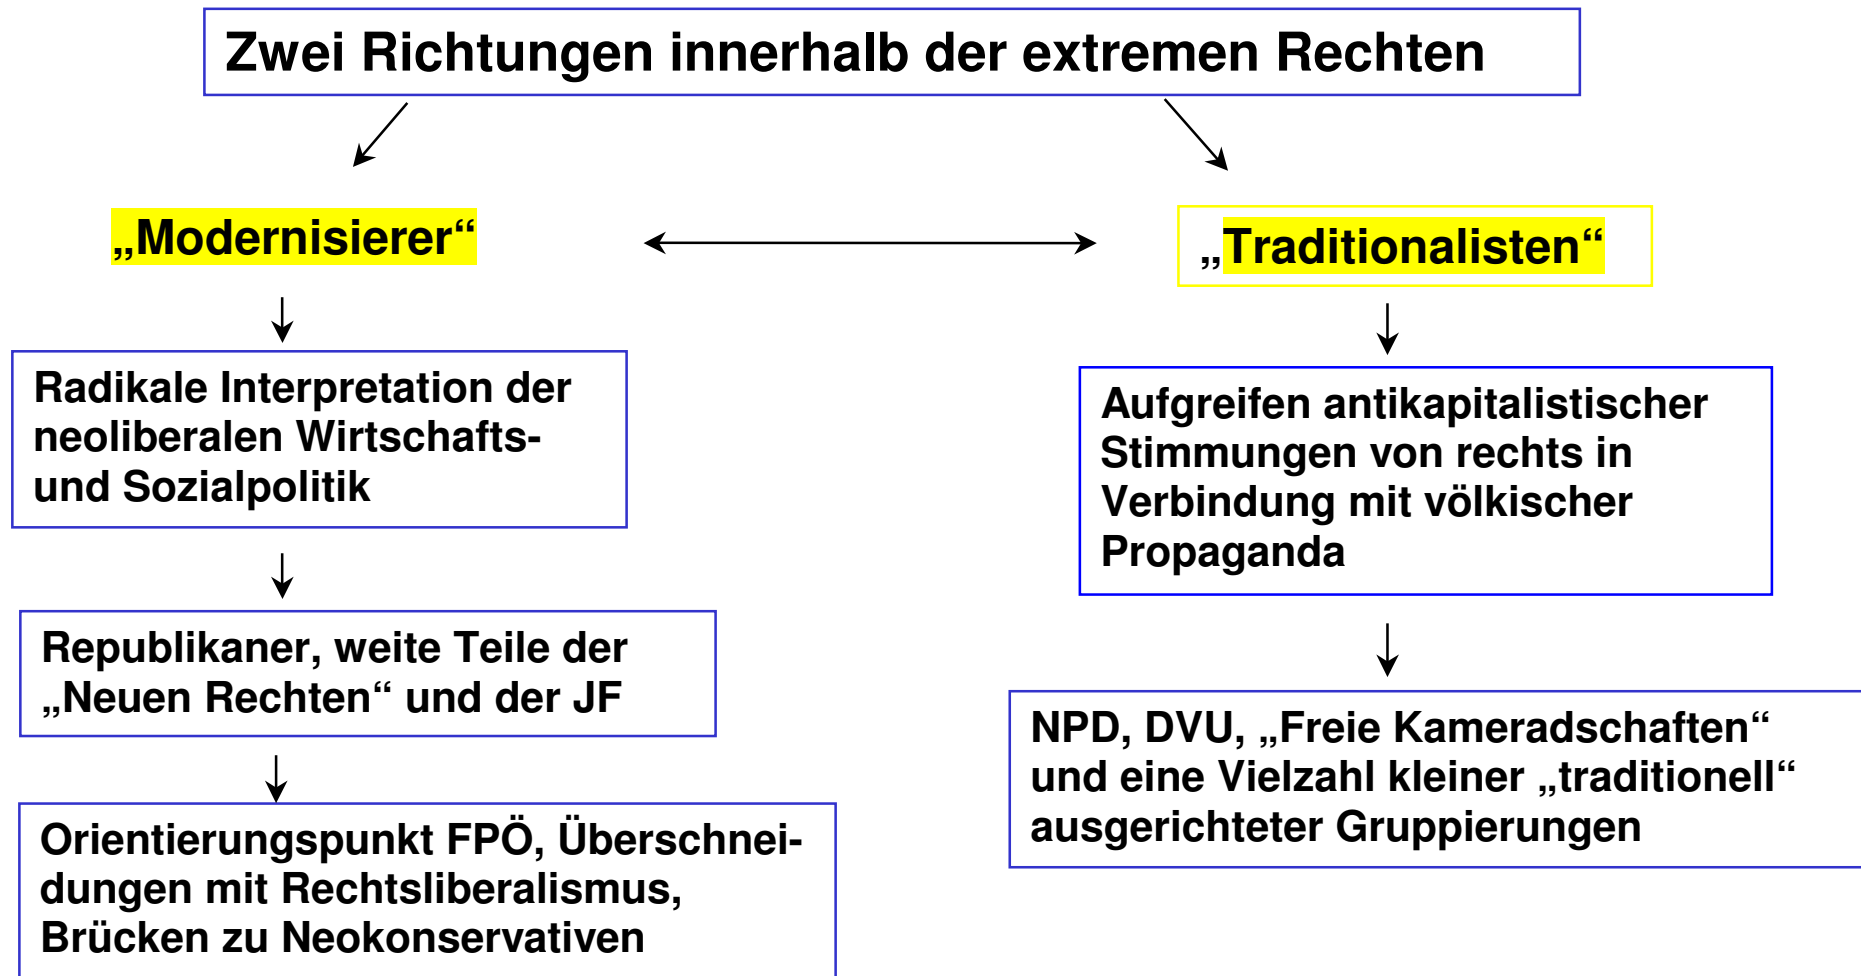 Zwei Richtungen innerhalb der extremen Rechten
„Modernisierer“
„Traditionalisten“
Radikale Interpretation der
neoliberalen Wirtschafts-
und Sozialpolitik
Aufgreifen antikapitalistischer
Stimmungen von rechts in
Verbindung mit völkischer
Propaganda
Republikaner, weite Teile der
„Neuen Rechten“ und der JF
NPD, DVU, „Freie Kameradschaften“
und eine Vielzahl kleiner „traditionell“
ausgerichteter Gruppierungen
Orientierungspunkt FPÖ, Überschnei-
dungen mit Rechtsliberalismus,
Brücken zu Neokonservativen